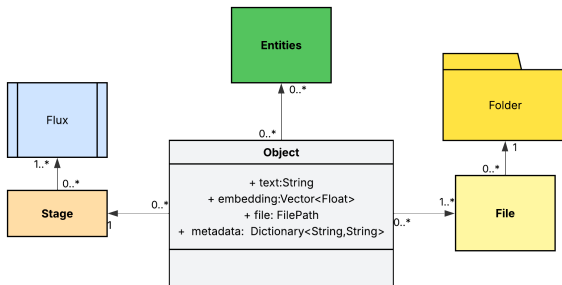 Entities
0..*
Flux
Folder
1..*
0..*
0..*
Object
0..*
1
+ text:String
+ embedding:Vector<Float>
+ file: FilePath
+  metadata:  Dictionary<String,String>
Stage
0..*
1
0..*
1..*
File